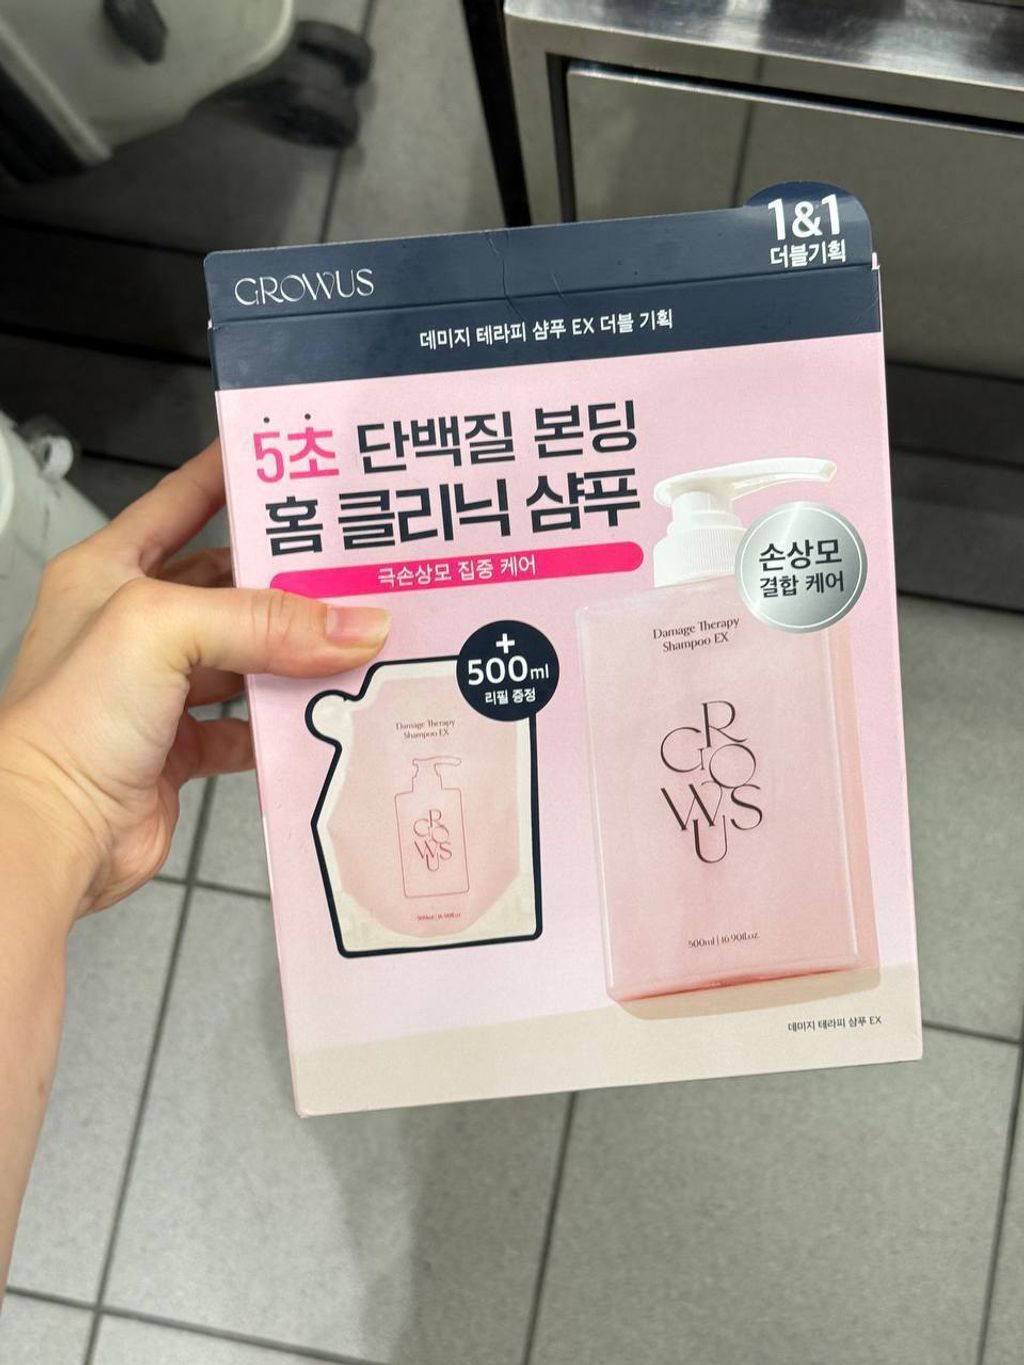 1&1
더블기획
GROWUS
데미지 테라피 샴푸 EX 더블 기획
5초 단백질 본딩
홈 클리닉 샴푸
극손상모 집중 케어
손상모
결합 케어
+
500ml
리필 증정
Damage Therapy
Shampoo EX
GROWUS
500ml | 16.90fl.oz.
Damage Therapy
Shampoo EX
GROWUS
500ml | 16.90fl.oz.
데미지 테라피 샴푸 EX